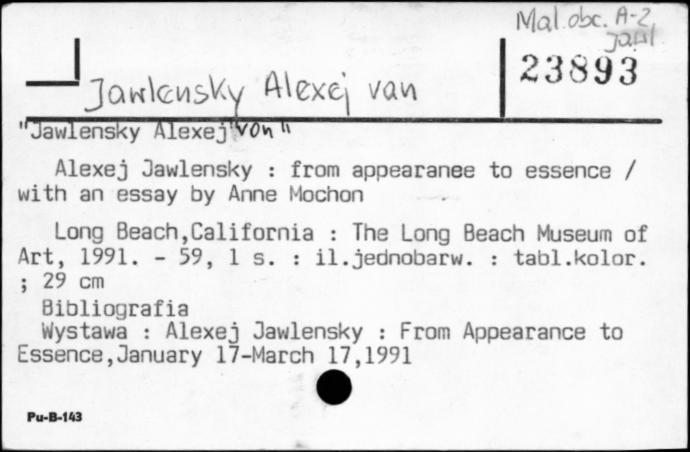 Mal.obc. A-Z
Jawl
23893
Jawlensky Alexej van
"Jawlensky Alexej "von"
Alexej Jawlensky : from appearanee to essence /
with an essay by Anne Mochon
Long Beach,California : The Long Beach Museum of
Art, 1991. - 59, 1 s. : il.jednobarw. : tabl.kolor.
; 29 cm
Bibliografia
Wystawa : Alexej Jawlensky : From Appearance to
Essence,January 17-March 17,1991
Pu-B-143